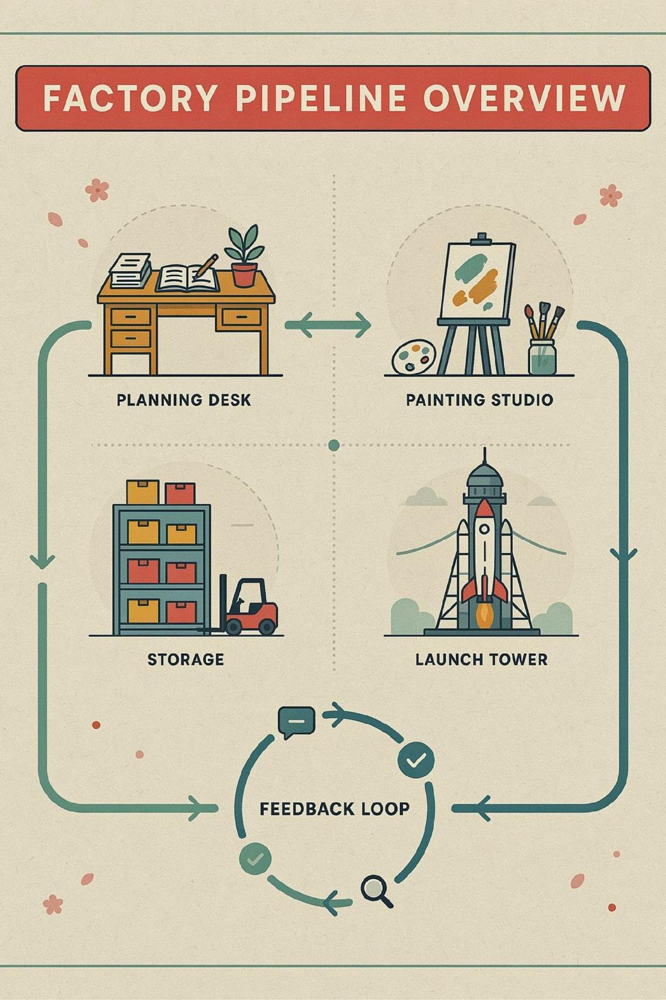 FACTORY PIPELINE OVERVIEW
PLANNING DESK
PAINTING STUDIO
STORAGE
LAUNCH TOWER
FEEDBACK LOOP